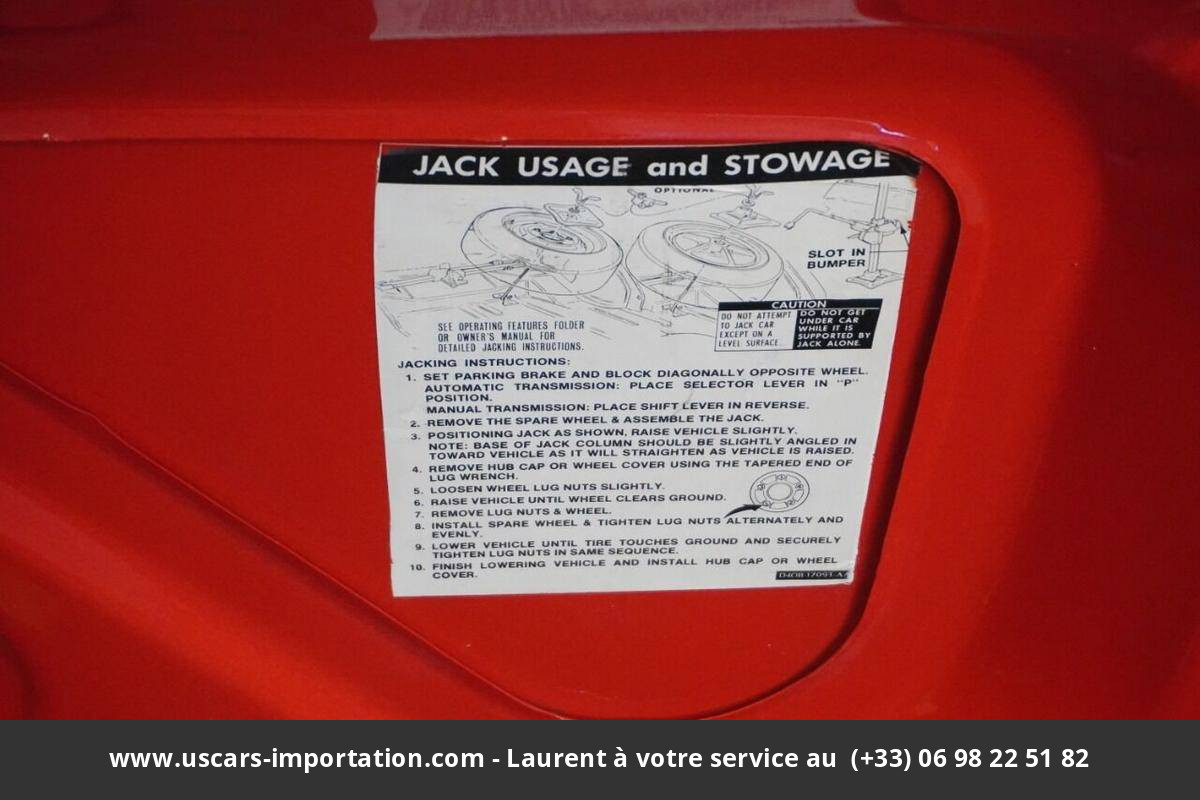 JACK USAGE and STOWAGE
OPTIONAL
SLOT IN
BUMPER
CAUTION
DO NOT ATTEMPT
TO JACK CAR
EXCEPT ON A
LEVEL SURFACE
DO NOT GET
UNDER CAR
WHILE IT IS
SUPPORTED BY
JACK ALONE.
SEE OPERATING FEATURES FOLDER
OR OWNER'S MANUAL FOR
DETAILED JACKING INSTRUCTIONS.
JACKING INSTRUCTIONS:
1. SET PARKING BRAKE AND BLOCK DIAGONALLY OPPOSITE WHEEL.
AUTOMATIC TRANSMISSION: PLACE SELECTOR LEVER IN "P"
POSITION.
MANUAL TRANSMISSION: PLACE SHIFT LEVER IN REVERSE.
2. REMOVE THE SPARE WHEEL & ASSEMBLE THE JACK.
3. POSITIONING JACK AS SHOWN, RAISE VEHICLE SLIGHTLY.
NOTE: BASE OF JACK COLUMN SHOULD BE SLIGHTLY ANGLED IN
TOWARD VEHICLE AS IT WILL STRAIGHTEN AS VEHICLE IS RAISED.
4. REMOVE HUB CAP OR WHEEL COVER USING THE TAPERED END OF
LUG WRENCH.
5. LOOSEN WHEEL LUG NUTS SLIGHTLY.
6. RAISE VEHICLE UNTIL WHEEL CLEARS GROUND.
7. REMOVE LUG NUTS & WHEEL.
8. INSTALL SPARE WHEEL & TIGHTEN LUG NUTS ALTERNATELY AND
EVENLY.
9. LOWER VEHICLE UNTIL TIRE TOUCHES GROUND AND SECURELY
TIGHTEN LUG NUTS IN SAME SEQUENCE.
10. FINISH LOWERING VEHICLE AND INSTALL HUB CAP OR WHEEL
COVER.
www.uscars-importation.com - Laurent à votre service au (+33) 06 98 22 51 82